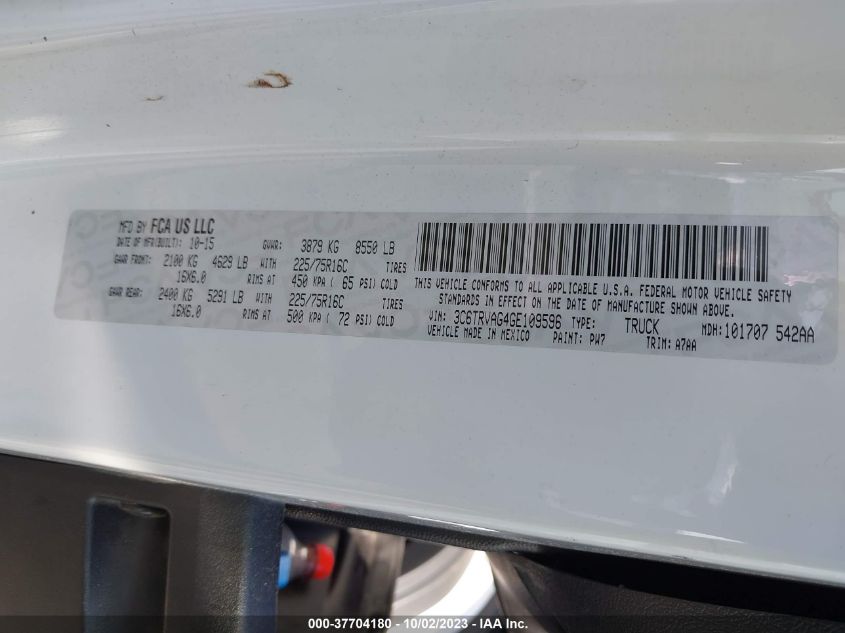 MFD BY FCA US LLC
DATE OF MFR(BUILT): 10-15 GVWR: 3879 KG 8550 LB
GAWR FRONT: 2100 KG 4629 LB WITH 225/75R16C TIRES
16X6.0 RIMS AT 450 KPA ( 65 PSI) COLD
GAWR REAR: 2400 KG 5291 LB WITH 225/75R16C TIRES
16X6.0 RIMS AT 500 KPA ( 72 PSI) COLD
THIS VEHICLE CONFORMS TO ALL APPLICABLE U.S.A. FEDERAL MOTOR VEHICLE SAFETY
STANDARDS IN EFFECT ON THE DATE OF MANUFACTURE SHOWN ABOVE.
VIN: 3C6TRVAG4GE109596 TYPE: TRUCK MDH:101707 542AA
VEHICLE MADE IN MEXICO PAINT: PW7 TRIM: A7AA
000-37704180 - 10/02/2023 - © IAA Inc.